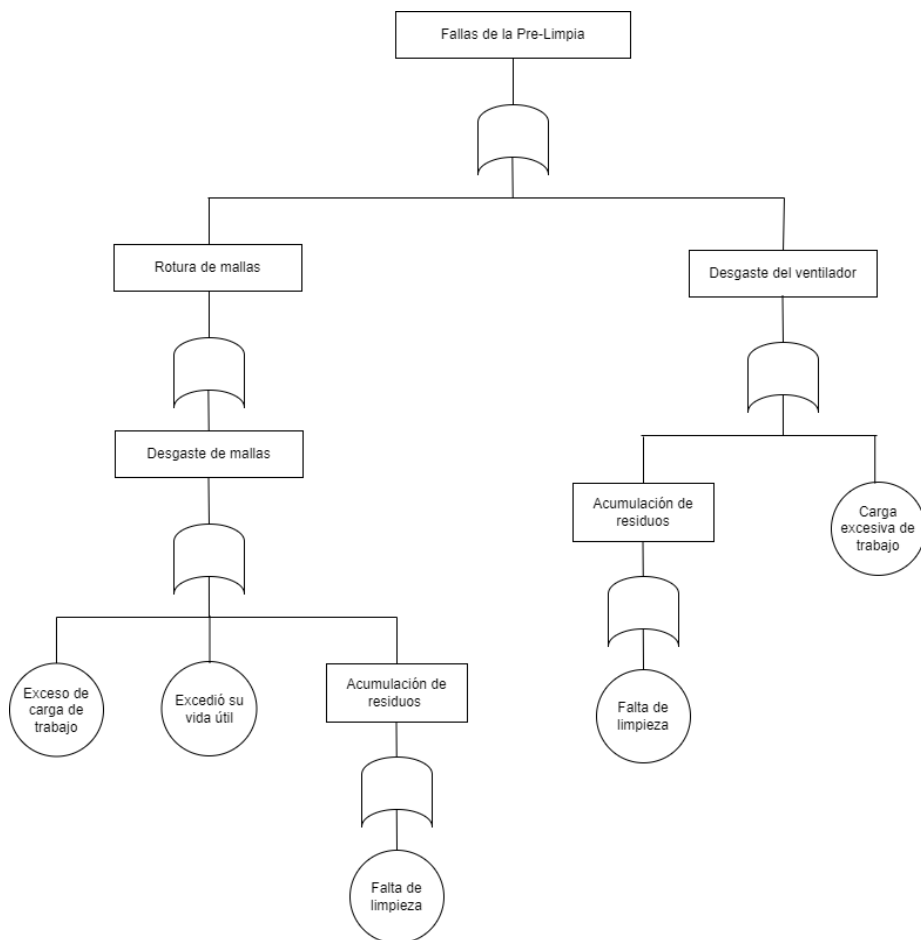 Fallas de la Pre-Limpia
Rotura de mallas
Desgaste del ventilador
Desgaste de mallas
Acumulación de
residuos
Carga
excesiva de
trabajo
Exceso de
carga de
trabajo
Excedió su
vida útil
Acumulación de
residuos
Falta de
limpieza
Falta de
limpieza